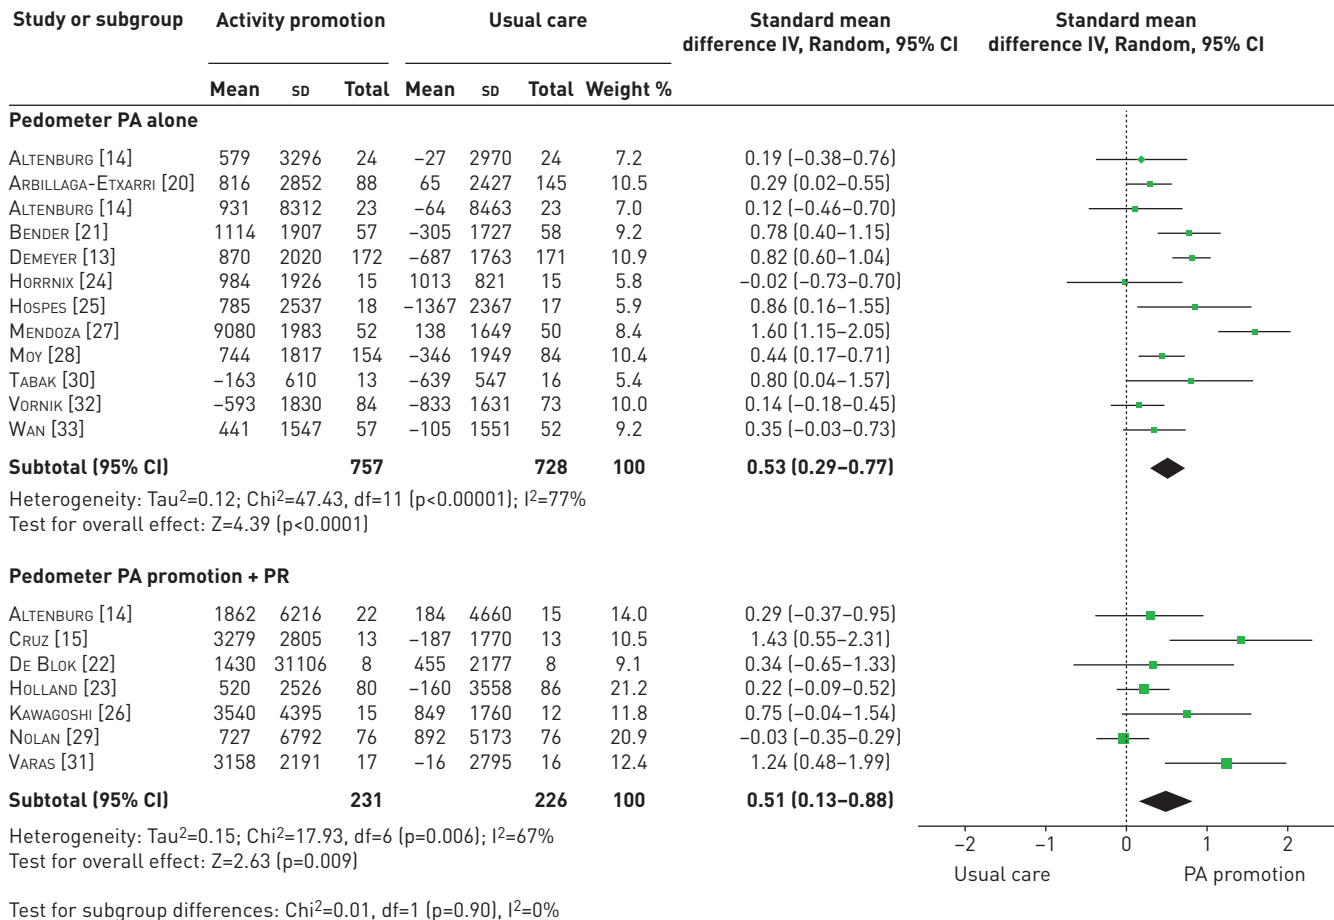 Study or subgroup Activity promotion Usual care Standard mean difference IV, Random, 95% CI Standard mean difference IV, Random, 95% CI
Mean SD Total Mean SD Total Weight %
Pedometer PA alone
ALTENBURG [14] 579 3296 24 –27 2970 24 7.2 0.19 (–0.38–0.76)
ARBILLAGA-ETXARRI [20] 816 2852 88 65 2427 145 10.5 0.29 (0.02–0.55)
ALTENBURG [14] 931 8312 23 –64 8463 23 7.0 0.12 (–0.46–0.70)
BENDER [21] 1114 1907 57 –305 1727 58 9.2 0.78 (0.40–1.15)
DEMEYER [13] 870 2020 172 –687 1763 171 10.9 0.82 (0.60–1.04)
HORRNIX [24] 984 1926 15 1013 821 15 5.8 –0.02 (–0.73–0.70)
HOSPES [25] 785 2537 18 –1367 2367 17 5.9 0.86 (0.16–1.55)
MENDOZA [27] 9080 1983 52 138 1649 50 8.4 1.60 (1.15–2.05)
MOY [28] 744 1817 154 –346 1949 84 10.4 0.44 (0.17–0.71)
TABAK [30] –163 610 13 –639 547 16 5.4 0.80 (0.04–1.57)
VORNIK [32] –593 1830 84 –833 1631 73 10.0 0.14 (–0.18–0.45)
WAN [33] 441 1547 57 –105 1551 52 9.2 0.35 (–0.03–0.73)
Subtotal (95% CI) 757 728 100 0.53 (0.29–0.77)
Heterogeneity: Tau²=0.12; Chi²=47.43, df=11 (p<0.00001); I²=77%
Test for overall effect: Z=4.39 (p<0.0001)
Pedometer PA promotion + PR
ALTENBURG [14] 1862 6216 22 184 4660 15 14.0 0.29 (–0.37–0.95)
CRUZ [15] 3279 2805 13 –187 1770 13 10.5 1.43 (0.55–2.31)
DE BLOK [22] 1430 31106 8 455 2177 8 9.1 0.34 (–0.65–1.33)
HOLLAND [23] 520 2526 80 –160 3558 86 21.2 0.22 (–0.09–0.52)
KAWAGOSHI [26] 3540 4395 15 849 1760 12 11.8 0.75 (–0.04–1.54)
NOLAN [29] 727 6792 76 892 5173 76 20.9 –0.03 (–0.35–0.29)
VARAS [31] 3158 2191 17 –16 2795 16 12.4 1.24 (0.48–1.99)
Subtotal (95% CI) 231 226 100 0.51 (0.13–0.88)
Heterogeneity: Tau²=0.15; Chi²=17.93, df=6 (p=0.006); I²=67%
Test for overall effect: Z=2.63 (p=0.009)
–2 –1 0 1 2
Usual care PA promotion
Test for subgroup differences: Chi²=0.01, df=1 (p=0.90), I²=0%